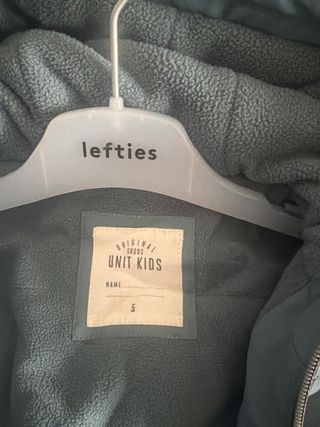 lefties
ORIGINAL
GOODS
UNIT KIDS
NAME..............
..................
5